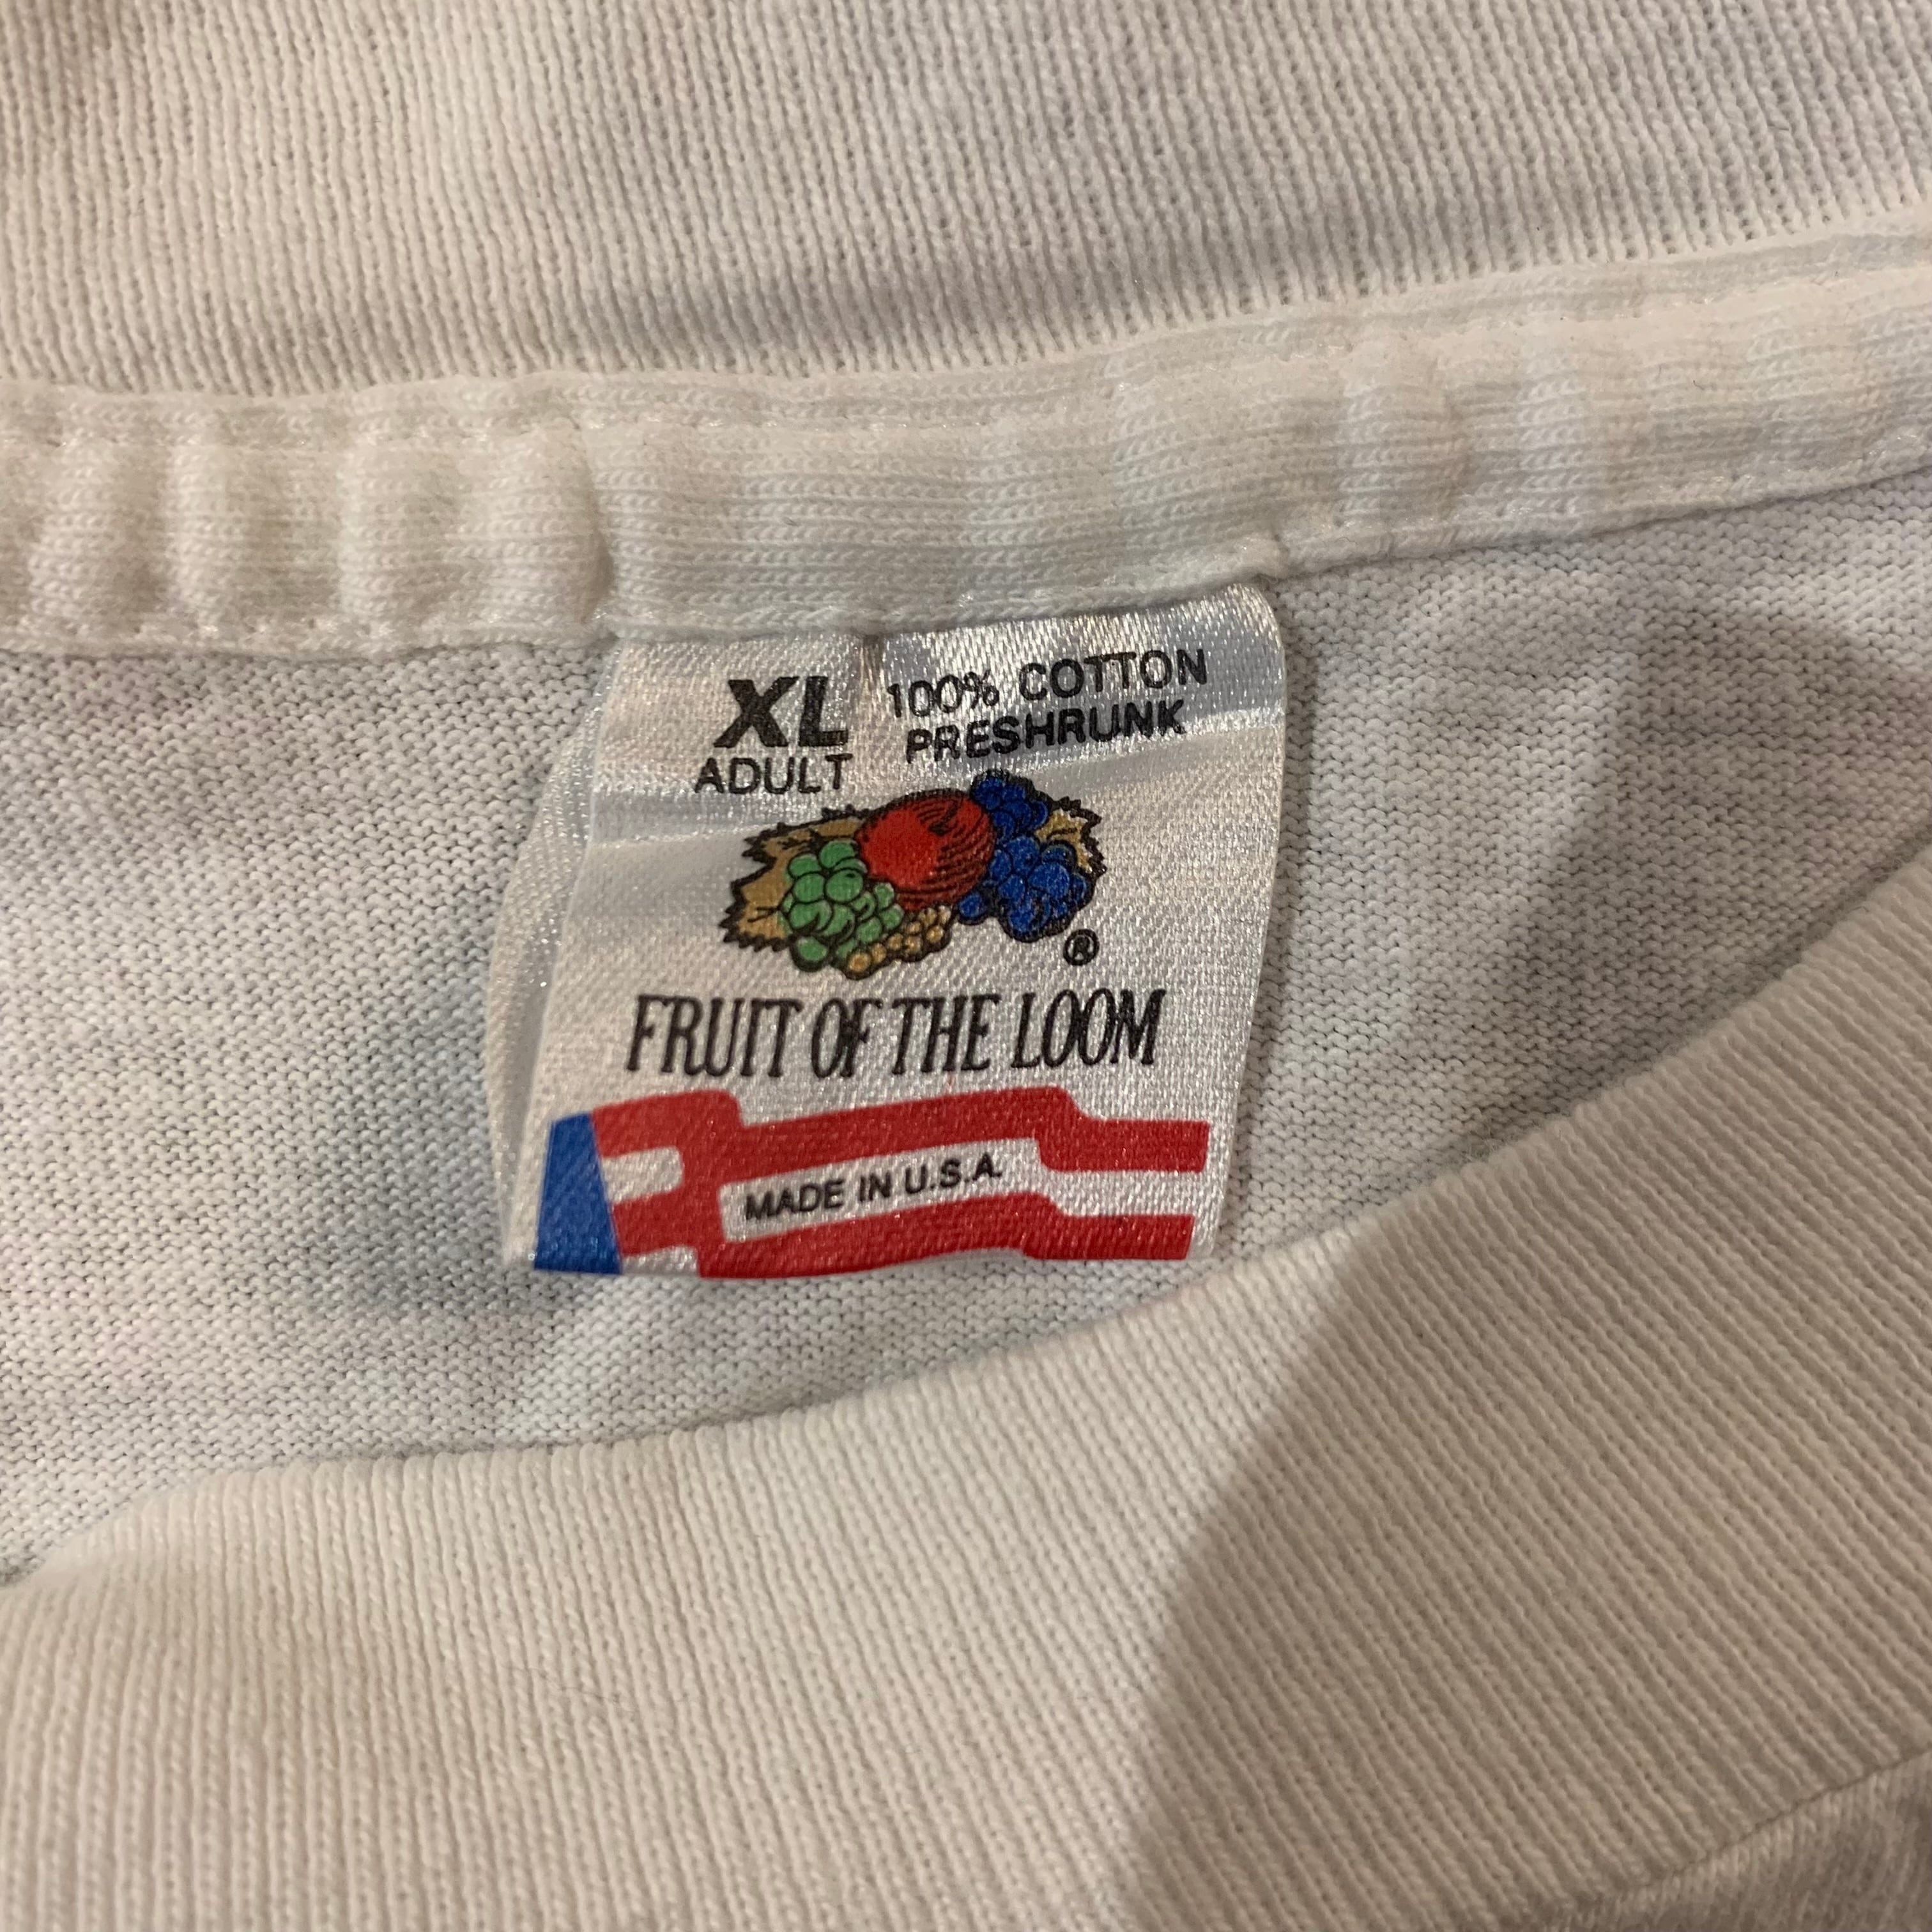 XL
ADULT
100% COTTON
PRESHRUNK
®
FRUIT OF THE LOOM
MADE IN U.S.A.